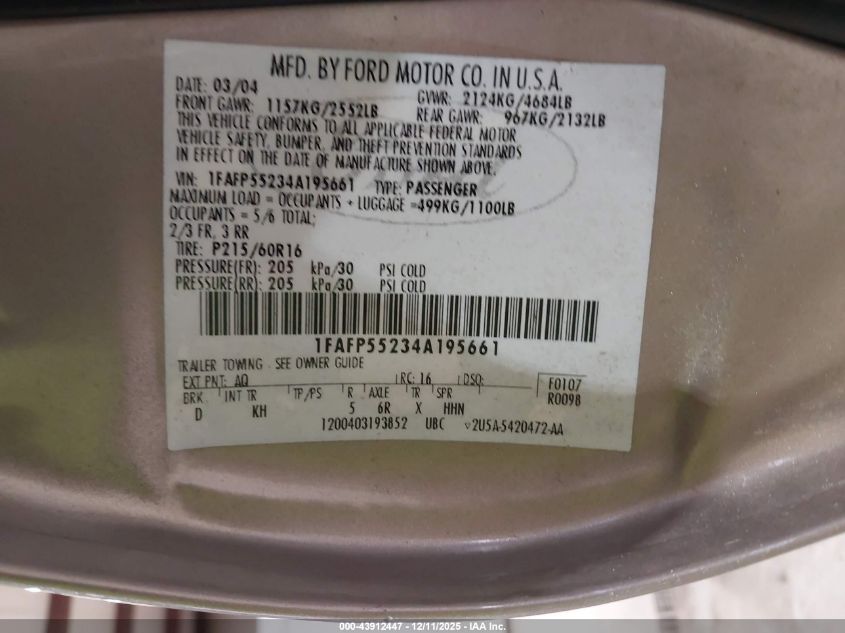 MFD. BY FORD MOTOR CO. IN U.S.A.
DATE: 03/04 GVWR: 2124KG/4684LB
FRONT GAWR: 1157KG/2552LB REAR GAWR: 967KG/2132LB
THIS VEHICLE CONFORMS TO ALL APPLICABLE FEDERAL MOTOR
VEHICLE SAFETY, BUMPER, AND THEFT PREVENTION STANDARDS
IN EFFECT ON THE DATE OF MANUFACTURE SHOWN ABOVE.
VIN: 1FAFP55234A195661 TYPE: PASSENGER
MAXIMUM LOAD = OCCUPANTS + LUGGAGE =499KG/1100LB
OCCUPANTS = 5/6 TOTAL;
2/3 FR, 3 RR
TIRE: P215/60R16
PRESSURE(FR): 205 kPa/30 PSI COLD
PRESSURE(RR): 205 kPa/30 PSI COLD
1FAFP55234A195661
TRAILER TOWING - SEE OWNER GUIDE
EXT PNT: AQ RC: 16 DSO: F0107
BRK INT TR TP/PS R AXLE TR SPR R0098
D KH 5 6R X HHN
1200403193852 UBC v2U5A-5420472-AA
000-43912447 - 12/11/2025 - IAA Inc.